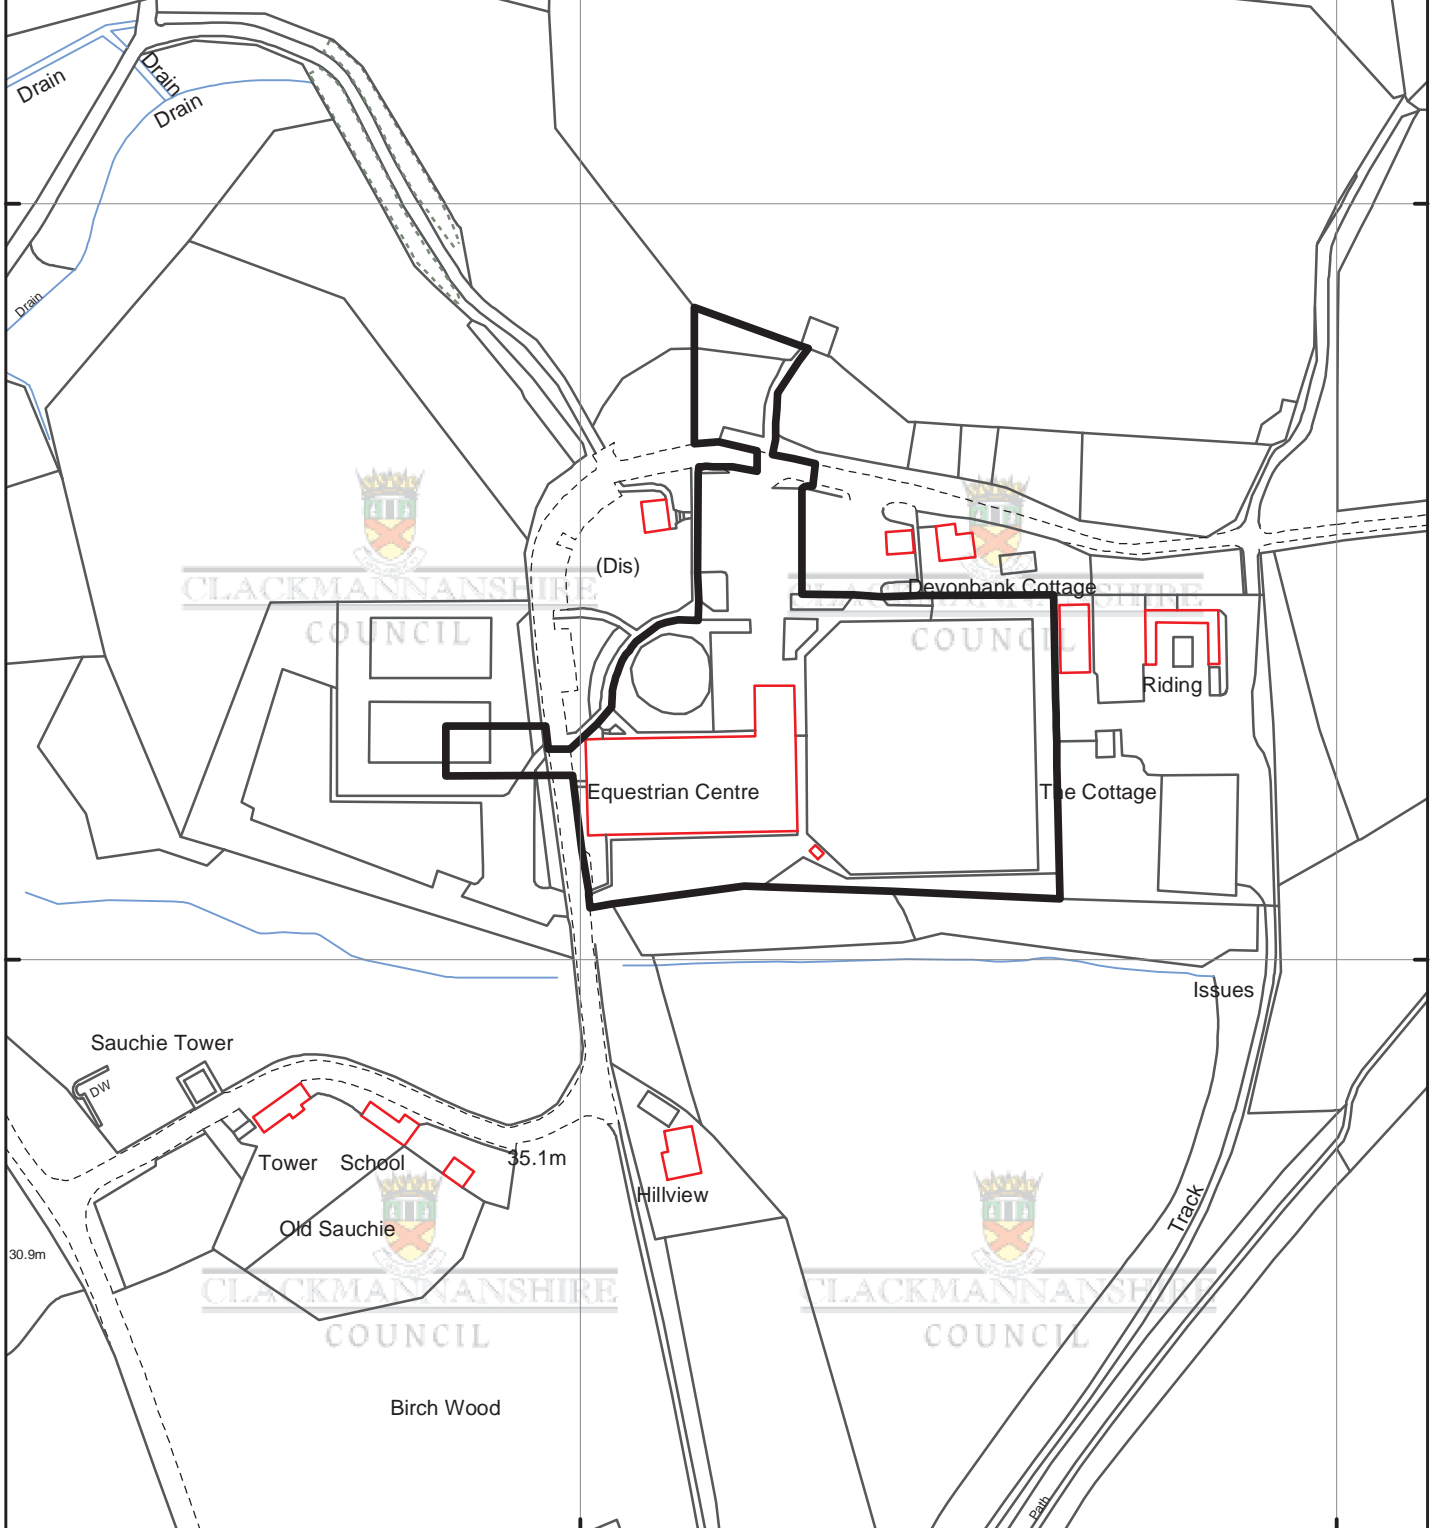 Drain
Drain
Drain
Drain
CLACKMANNANSHIRE
COUNCIL
(Dis)
CLACKMANNANSHIRE
COUNCIL
Devonbank Cottage
Riding
Equestrian Centre
The Cottage
Issues
Sauchie Tower
DW
Tower
School
35.1m
Hillview
Old Sauchie
Track
30.9m
CLACKMANNANSHIRE
COUNCIL
CLACKMANNANSHIRE
COUNCIL
Birch Wood
Path